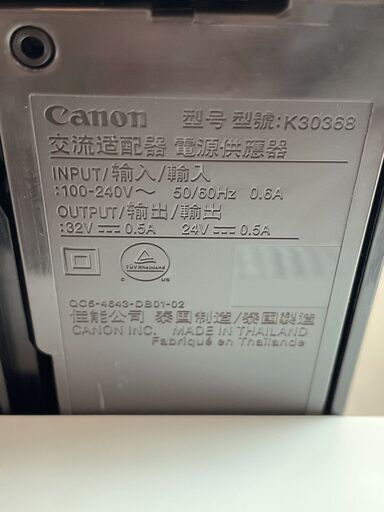 Canon 型号 型號:K30368
交流适配器 電源供應器
INPUT/输入/輸入
:100-240V～ 50/60Hz 0.6A
OUTPUT/输出/輸出
:32V ⎓ 0.5A 24V ⎓ 0.5A
TÜV Rheinland
C US
QC6-4643-DB01-02
佳能公司 泰国制造/泰國製造
CANON INC. MADE IN THAILAND
Fabriqué en Thaïlande